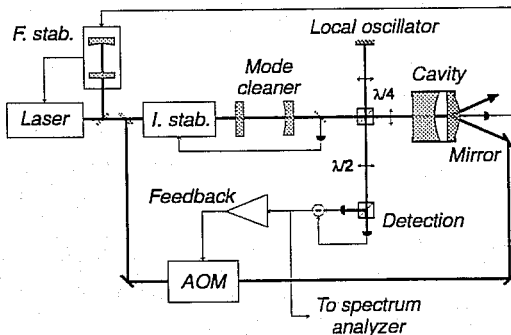 Local oscillator
F. stab.
Mode
cleaner
Cavity
λ/4
Laser
I. stab.
Mirror
λ/2
Feedback
−
Detection
AOM
To spectrum
analyzer